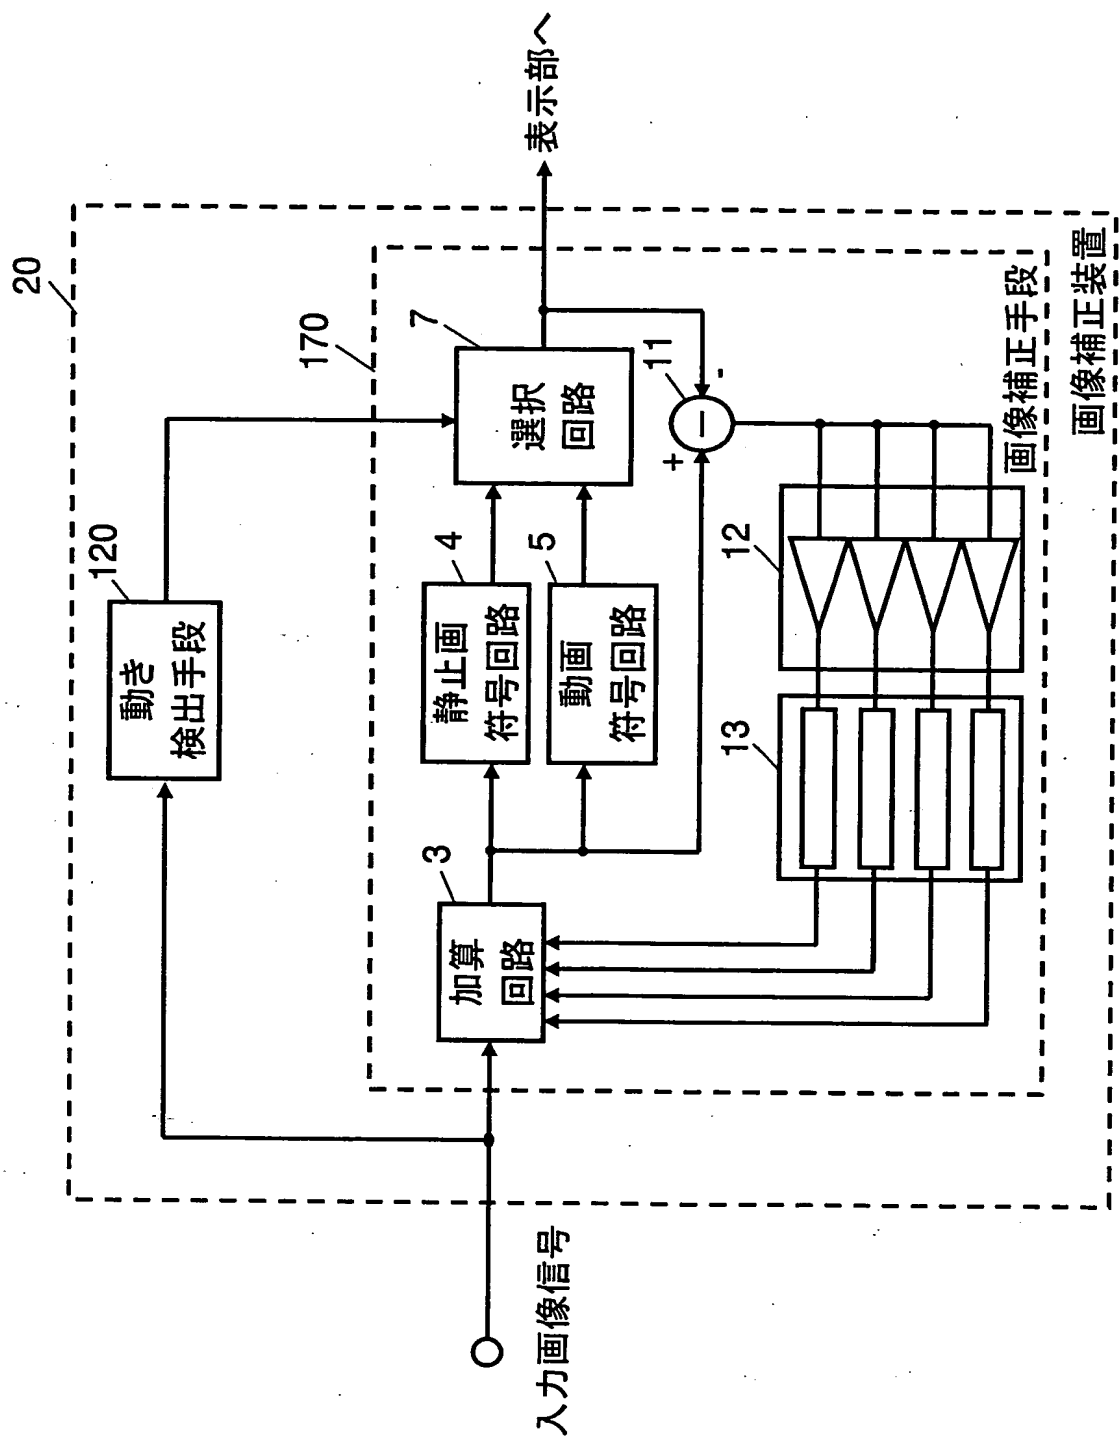 20
120
動き
検出手段
170
7
選択
回路
表示部へ
4
静止画
符号回路
5
動画
符号回路
3
加算
回路
入力画像信号
11
+
-
−
12
13
画像補正手段
画像補正装置